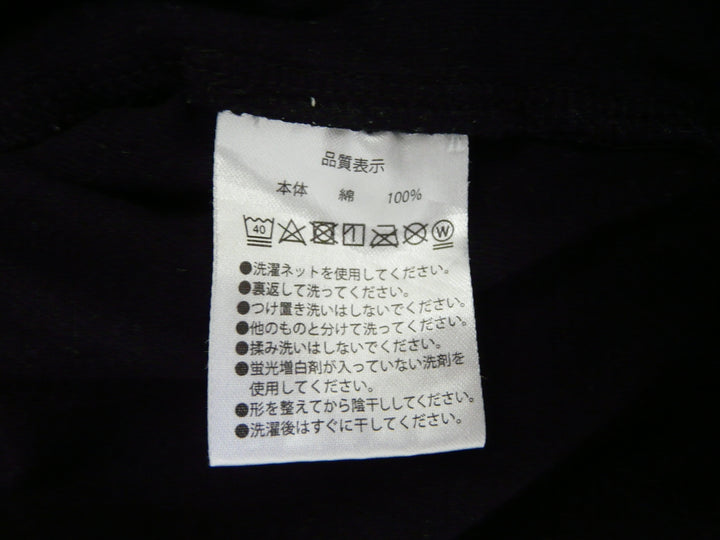 品質表示
本体 綿 100%
40 W
●洗濯ネットを使用してください。
●裏返して洗ってください。
●つけ置き洗いはしないでください。
●他のものと分けて洗ってください。
●揉み洗いはしないでください。
●蛍光増白剤が入っていない洗剤を
使用してください。
●形を整えてから陰干ししてください。
●洗濯後はすぐに干してください。